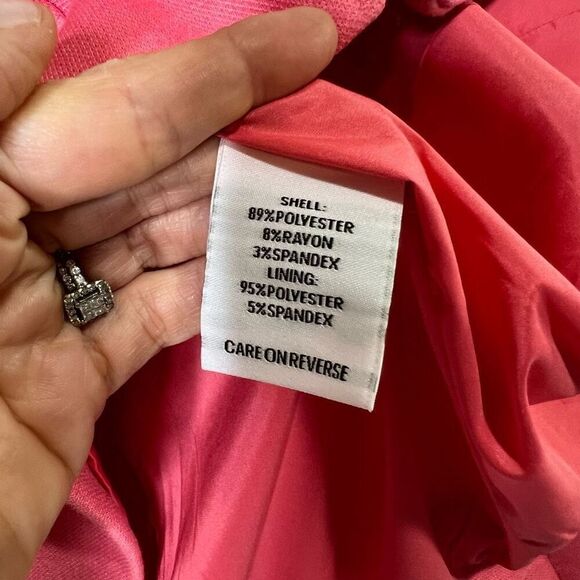 SHELL:
89%POLYESTER
8%RAYON
3%SPANDEX
LINING:
95%POLYESTER
5%SPANDEX
CARE ON REVERSE